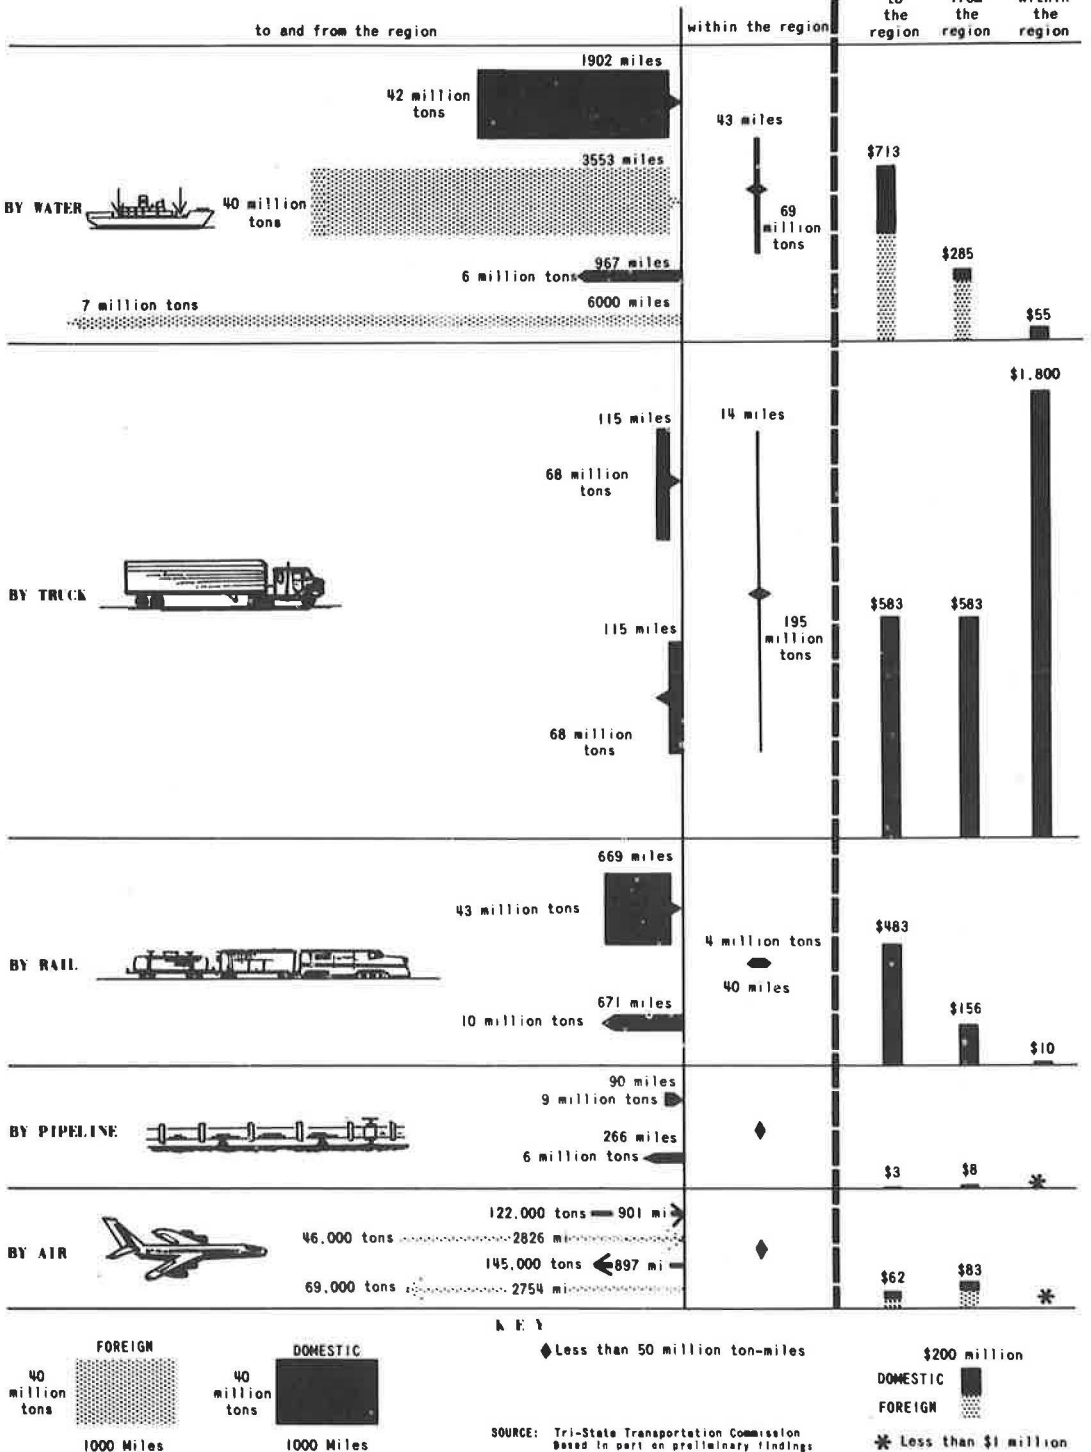 to
the
region
from
the
region
within
the
region
to and from the region
within the region
BY WATER
1902 miles
42 million
tons
3553 miles
40 million
tons
967 miles
6 million tons
7 million tons
6000 miles
43 miles
69
million
tons
$713
$285
$55
BY TRUCK
115 miles
68 million
tons
115 miles
68 million
tons
14 miles
195
million
tons
$583
$583
$1.800
BY RAIL
669 miles
43 million tons
671 miles
10 million tons
4 million tons
40 miles
$483
$156
$10
BY PIPELINE
90 miles
9 million tons
266 miles
6 million tons
$3
$8
*
BY AIR
122,000 tons 901 mi
46,000 tons 2826 mi
145,000 tons 897 mi
69,000 tons 2754 mi
$62
$83
*
KEY
FOREIGN
40
million
tons
1000 Miles
DOMESTIC
40
million
tons
1000 Miles
Less than 50 million ton-miles
$200 million
DOMESTIC
FOREIGN
* Less than $1 million
SOURCE: Tri-State Transportation Commission
Based in part on preliminary findings